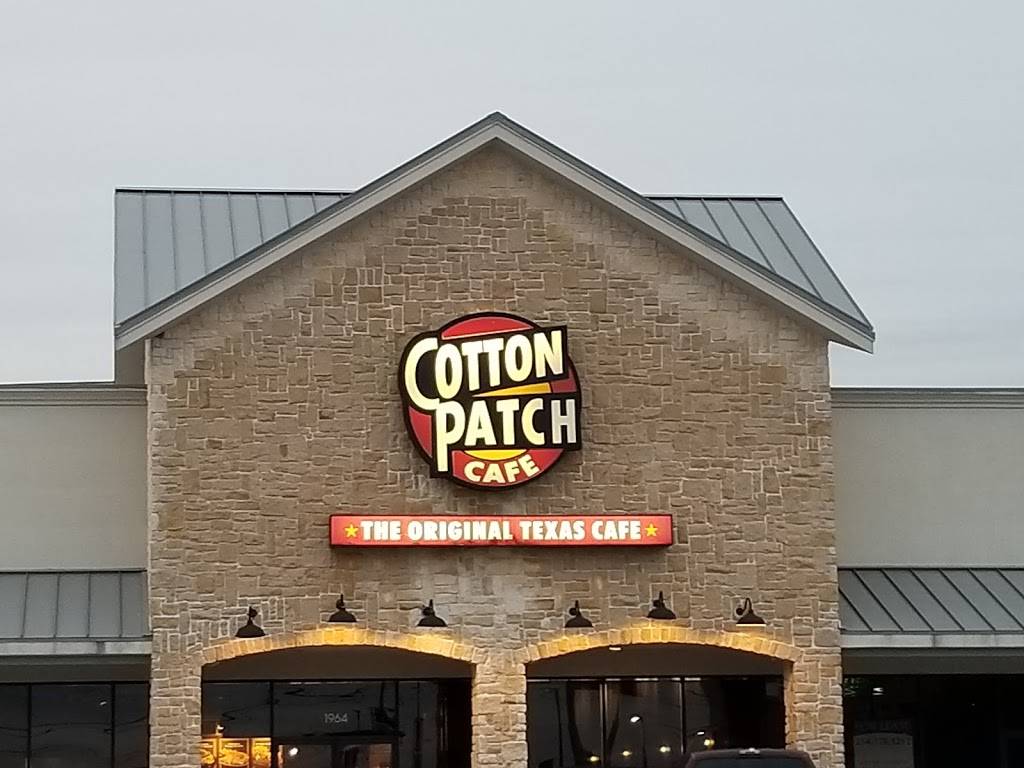 COTTON
PATCH
CAFE
THE ORIGINAL TEXAS CAFE
1964